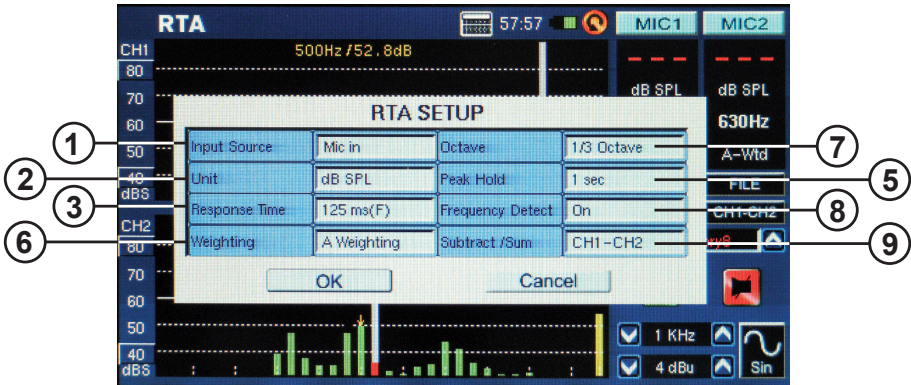 RTA 57:57 MIC1 MIC2
CH1 500Hz /52.8dB
80
70 dB SPL dB SPL
RTA SETUP
60 630Hz
1 Input Source Mic in Octave 1/3 Octave 7
50 A-Wtd
2 Unit dB SPL Peak Hold 1 sec 5
40 FILE
dBS
3 Response Time 125 ms(F) Frequency Detect On 8
CH1-CH2
CH2
6 Weighting A Weighting Subtract /Sum CH1-CH2 9
80
70 OK Cancel
60
50 1 KHz
40
dBS 4 dBu Sin